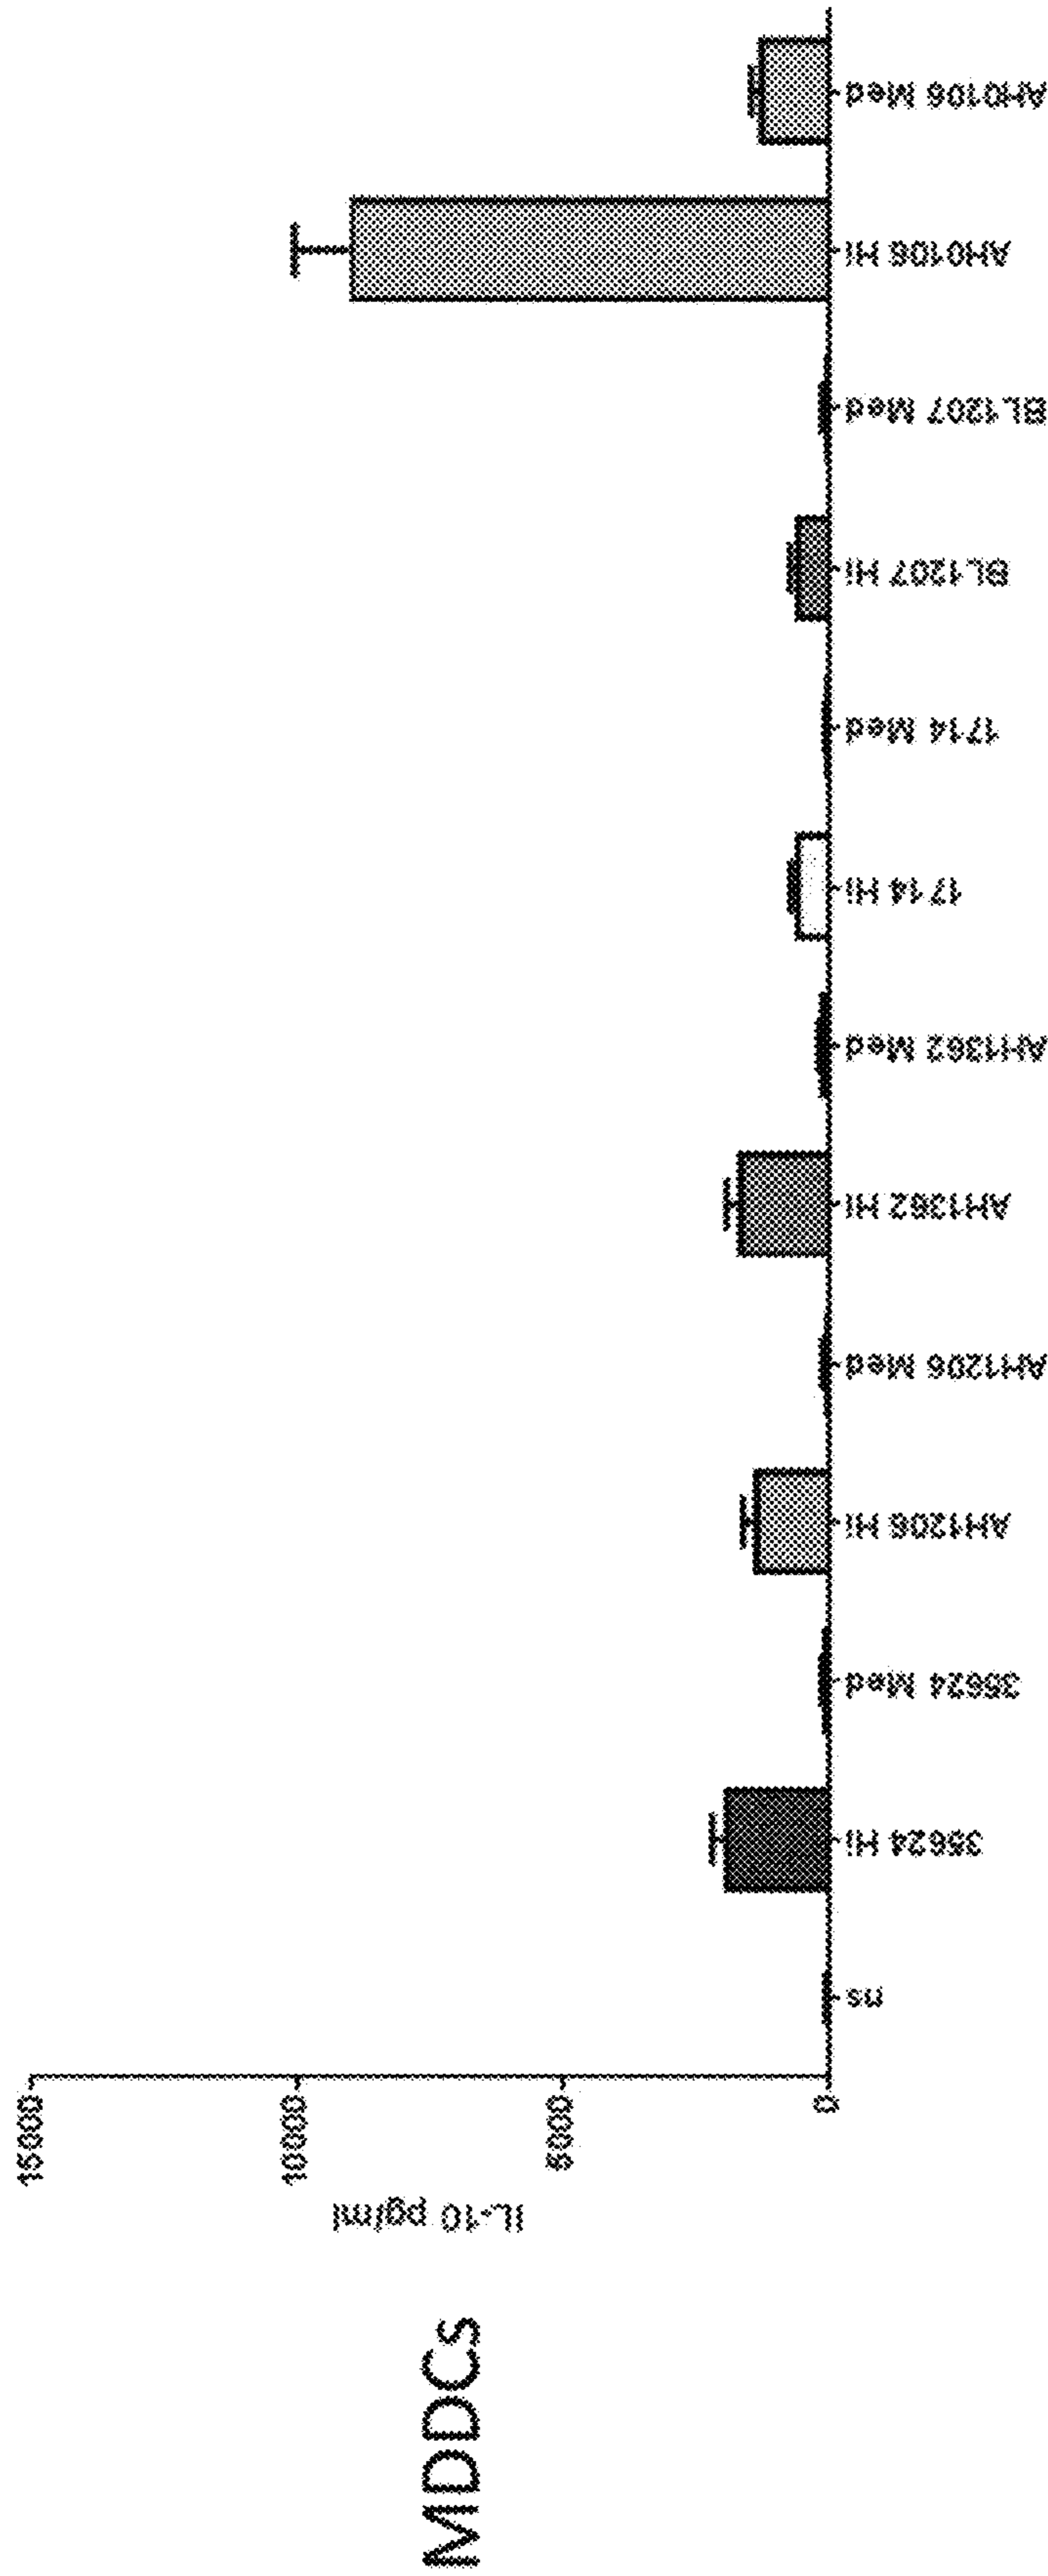 MDDCs
IL-10 pg/ml
15000
10000
5000
0
ns
35624 Hi
35624 Med
AH1206 Hi
AH1206 Med
AH1362 Hi
AH1362 Med
1714 Hi
1714 Med
BL1207 Hi
BL1207 Med
AH0106 Hi
AH0106 Med